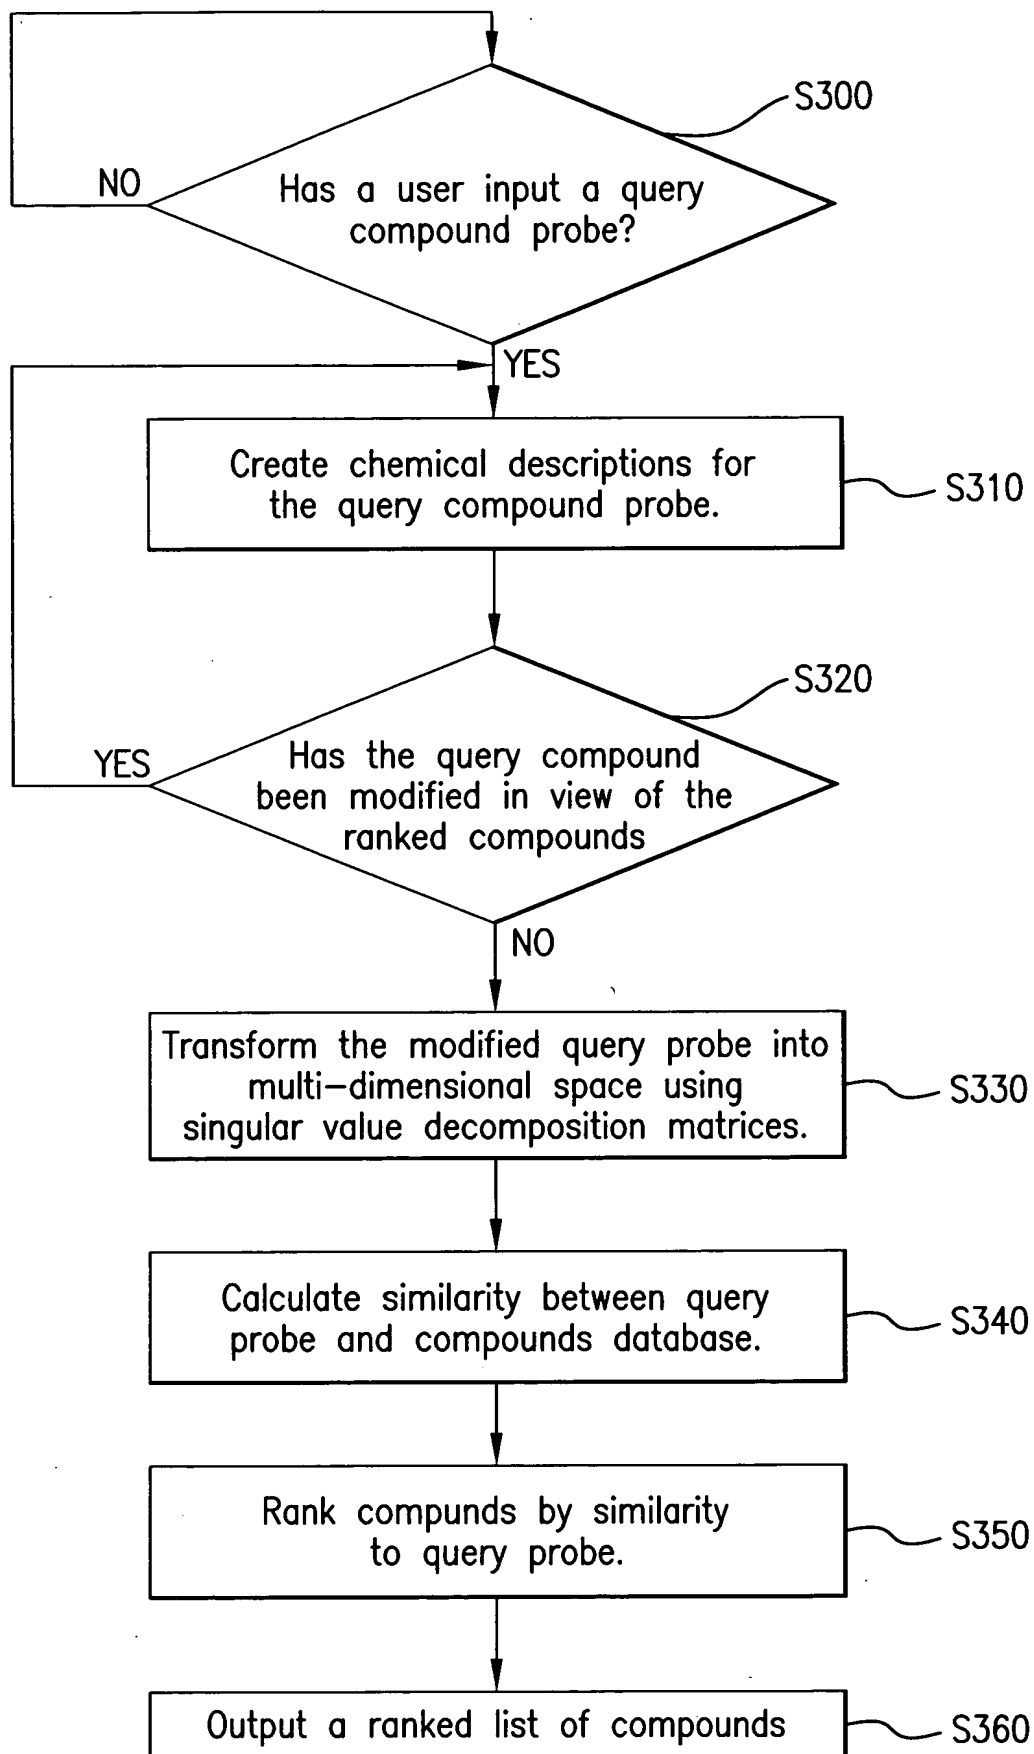 S300
NO
Has a user input a query
compound probe?
YES
Create chemical descriptions for
the query compound probe.
S310
S320
YES
Has the query compound
been modified in view of the
ranked compounds
NO
Transform the modified query probe into
multi-dimensional space using
singular value decomposition matrices.
S330
Calculate similarity between query
probe and compounds database.
S340
Rank compunds by similarity
to query probe.
S350
Output a ranked list of compounds
S360